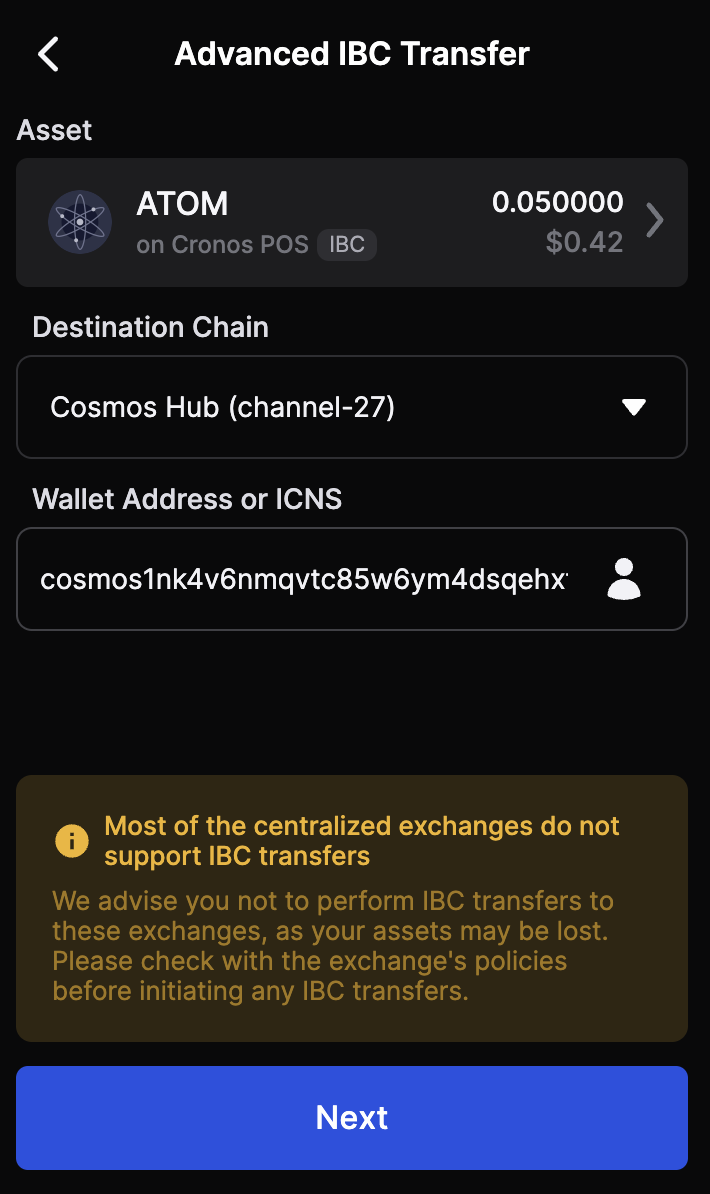 Advanced IBC Transfer
Asset
ATOM
0.050000
on Cronos POS IBC
$0.42
Destination Chain
Cosmos Hub (channel-27)
Wallet Address or ICNS
cosmos1nk4v6nmqvtc85w6ym4dsqehx
Most of the centralized exchanges do not
support IBC transfers
We advise you not to perform IBC transfers to
these exchanges, as your assets may be lost.
Please check with the exchange's policies
before initiating any IBC transfers.
Next